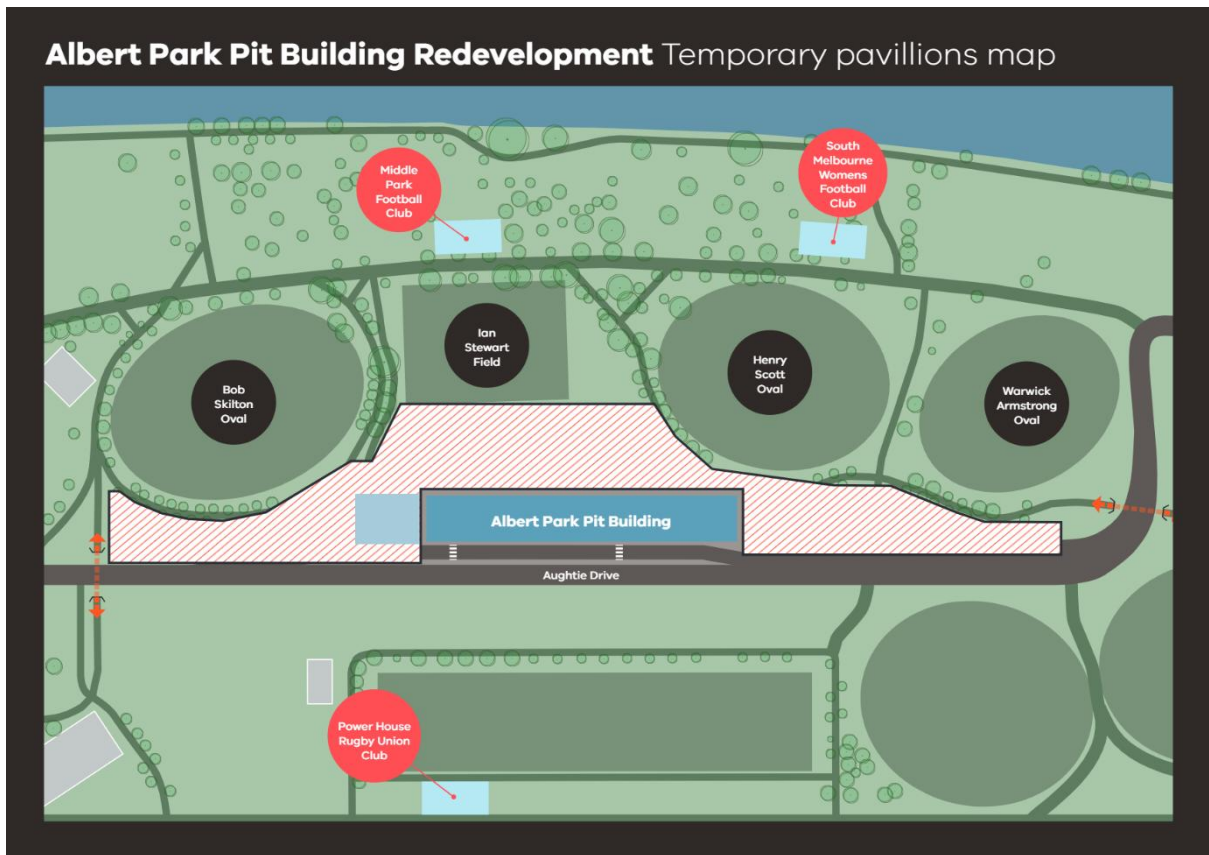 Albert Park Pit Building Redevelopment Temporary pavillions map
Middle
Park
Football
Club
South
Melbourne
Womens
Football
Club
Ian
Stewart
Field
Henry
Scott
Oval
Bob
Skilton
Oval
Warwick
Armstrong
Oval
Albert Park Pit Building
Aughtie Drive
Power House
Rugby Union
Club